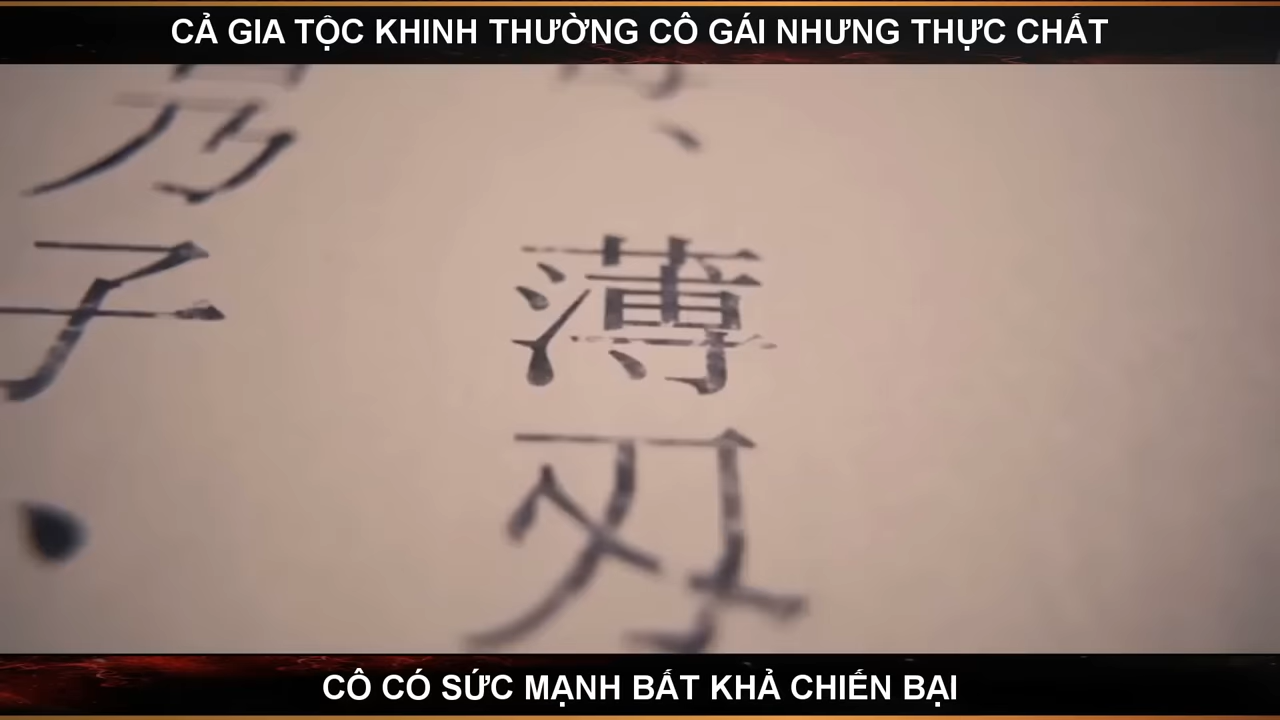 CẢ GIA TỘC KHINH THƯỜNG CÔ GÁI NHƯNG THỰC CHẤT
薄刃
乃子
CÔ CÓ SỨC MẠNH BẤT KHẢ CHIẾN BẠI